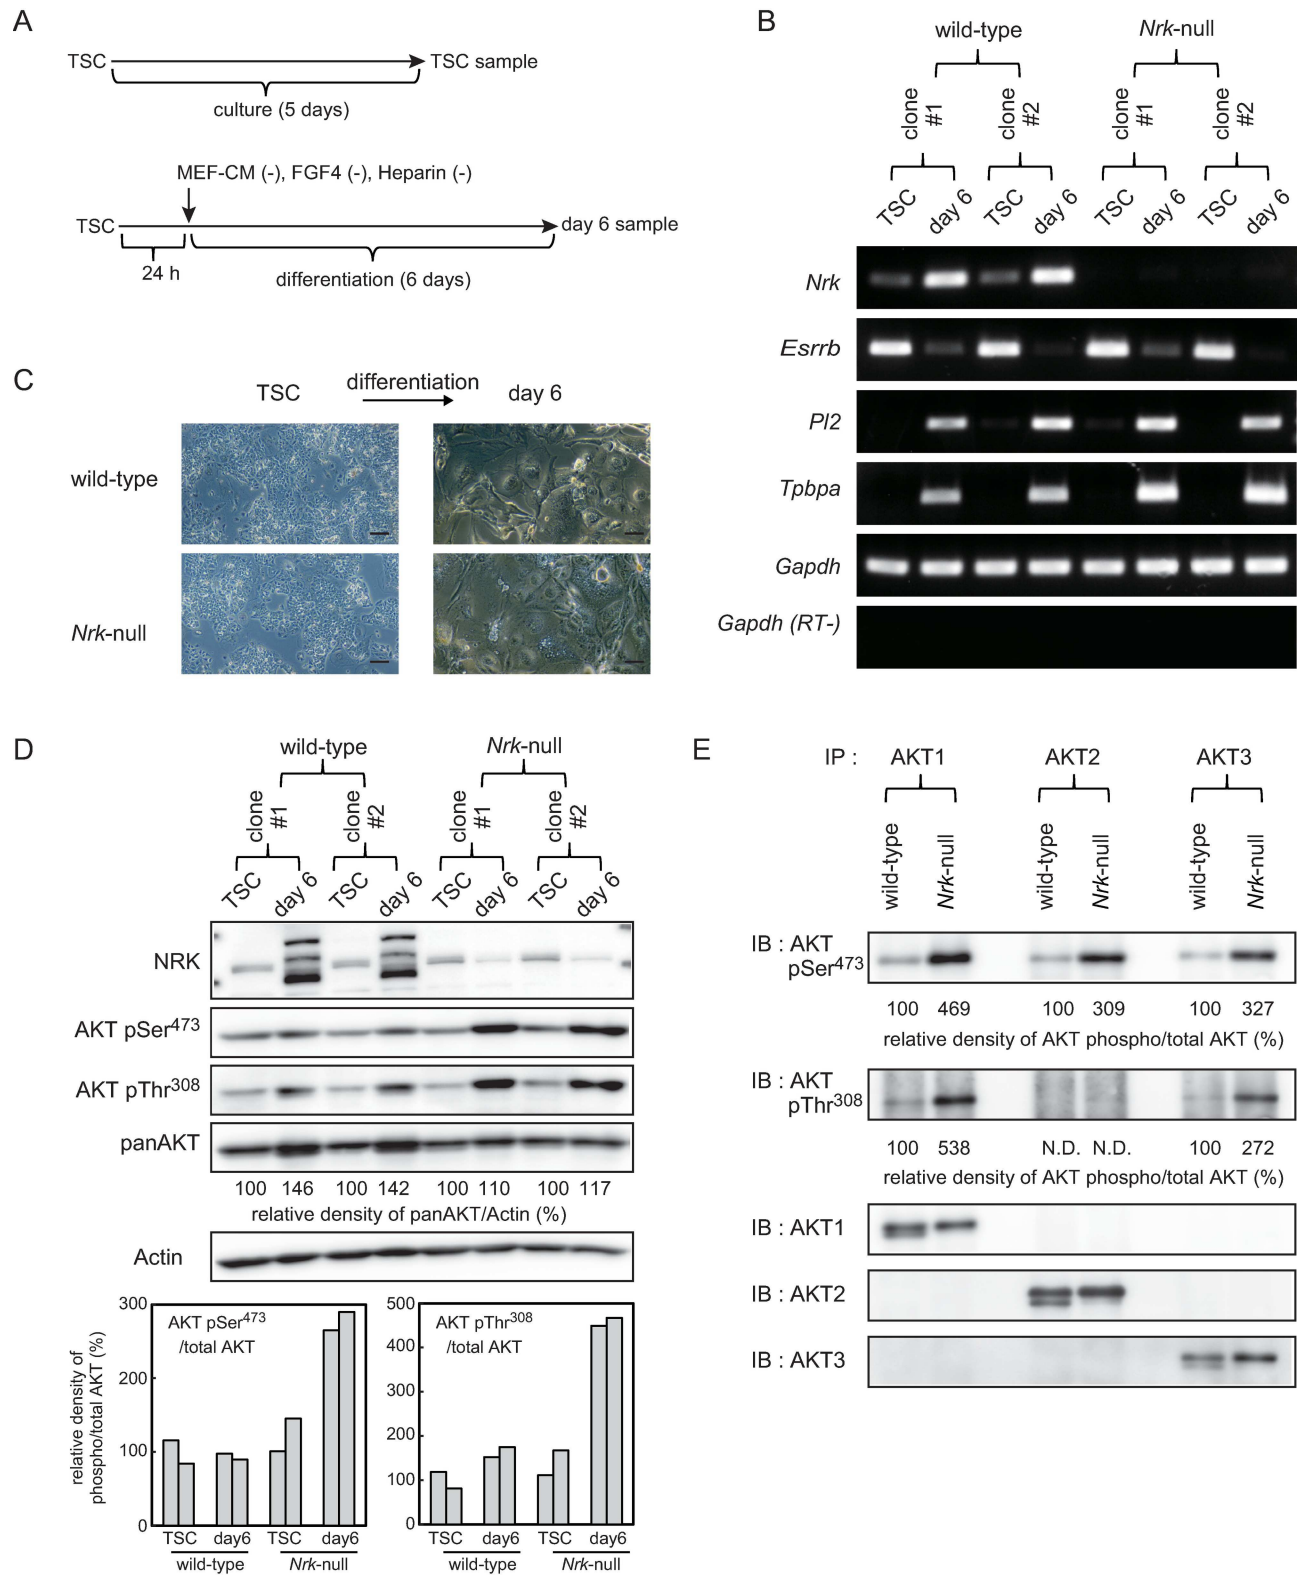 A
TSC
TSC sample
culture (5 days)
MEF-CM (-), FGF4 (-), Heparin (-)
TSC
day 6 sample
24 h
differentiation (6 days)
B
wild-type
Nrk-null
clone #1
clone #2
clone #1
clone #2
TSC day 6 TSC day 6 TSC day 6 TSC day 6
Nrk
Esrrb
Pl2
Tpbpa
Gapdh
Gapdh (RT-)
C
TSC
differentiation
day 6
wild-type
Nrk-null
D
wild-type
Nrk-null
clone #1
clone #2
clone #1
clone #2
TSC day 6 TSC day 6 TSC day 6 TSC day 6
NRK
AKT pSer473
AKT pThr308
panAKT
100 146 100 142 100 110 100 117
relative density of panAKT/Actin (%)
Actin
relative density of
phospho/total AKT (%)
300
200
100
0
AKT pSer473
/total AKT
TSC day6 TSC day6
wild-type Nrk-null
500
400
300
200
100
0
AKT pThr308
/total AKT
TSC day6 TSC day6
wild-type Nrk-null
E
IP : AKT1 AKT2 AKT3
wild-type Nrk-null wild-type Nrk-null wild-type Nrk-null
IB : AKT
pSer473
100 469 100 309 100 327
relative density of AKT phospho/total AKT (%)
IB : AKT
pThr308
100 538 N.D. N.D. 100 272
relative density of AKT phospho/total AKT (%)
IB : AKT1
IB : AKT2
IB : AKT3